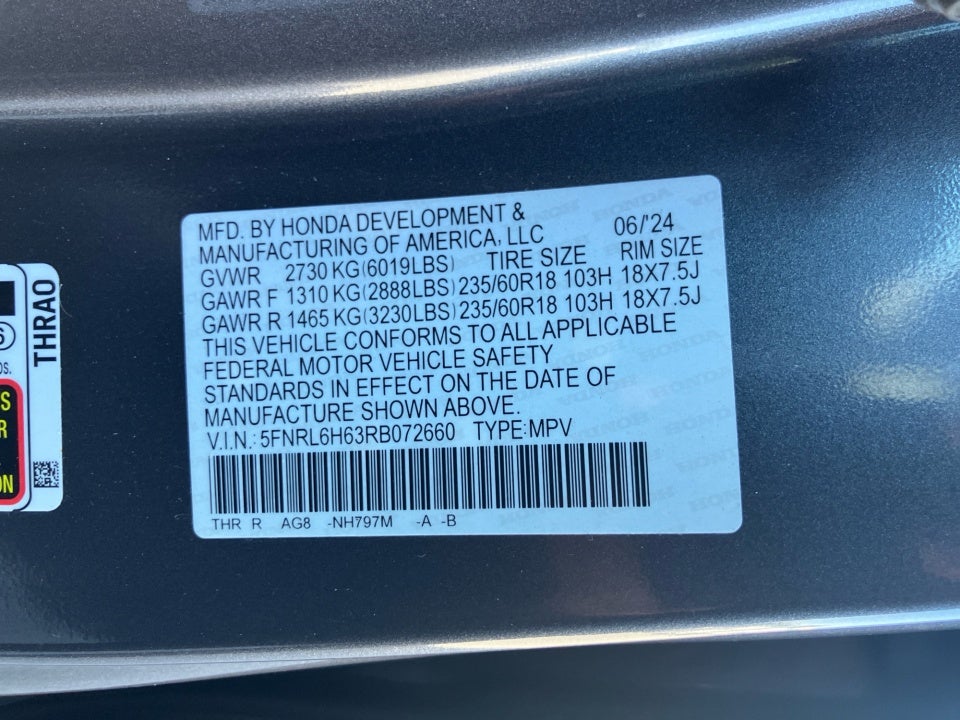 MFD. BY HONDA DEVELOPMENT &
MANUFACTURING OF AMERICA, LLC 06/'24
GVWR 2730 KG(6019LBS) TIRE SIZE RIM SIZE
GAWR F 1310 KG(2888LBS) 235/60R18 103H 18X7.5J
GAWR R 1465 KG(3230LBS) 235/60R18 103H 18X7.5J
THIS VEHICLE CONFORMS TO ALL APPLICABLE
FEDERAL MOTOR VEHICLE SAFETY
STANDARDS IN EFFECT ON THE DATE OF
MANUFACTURE SHOWN ABOVE.
V.I.N.: 5FNRL6H63RB072660 TYPE:MPV
THR R AG8 -NH797M -A -B
THRAO